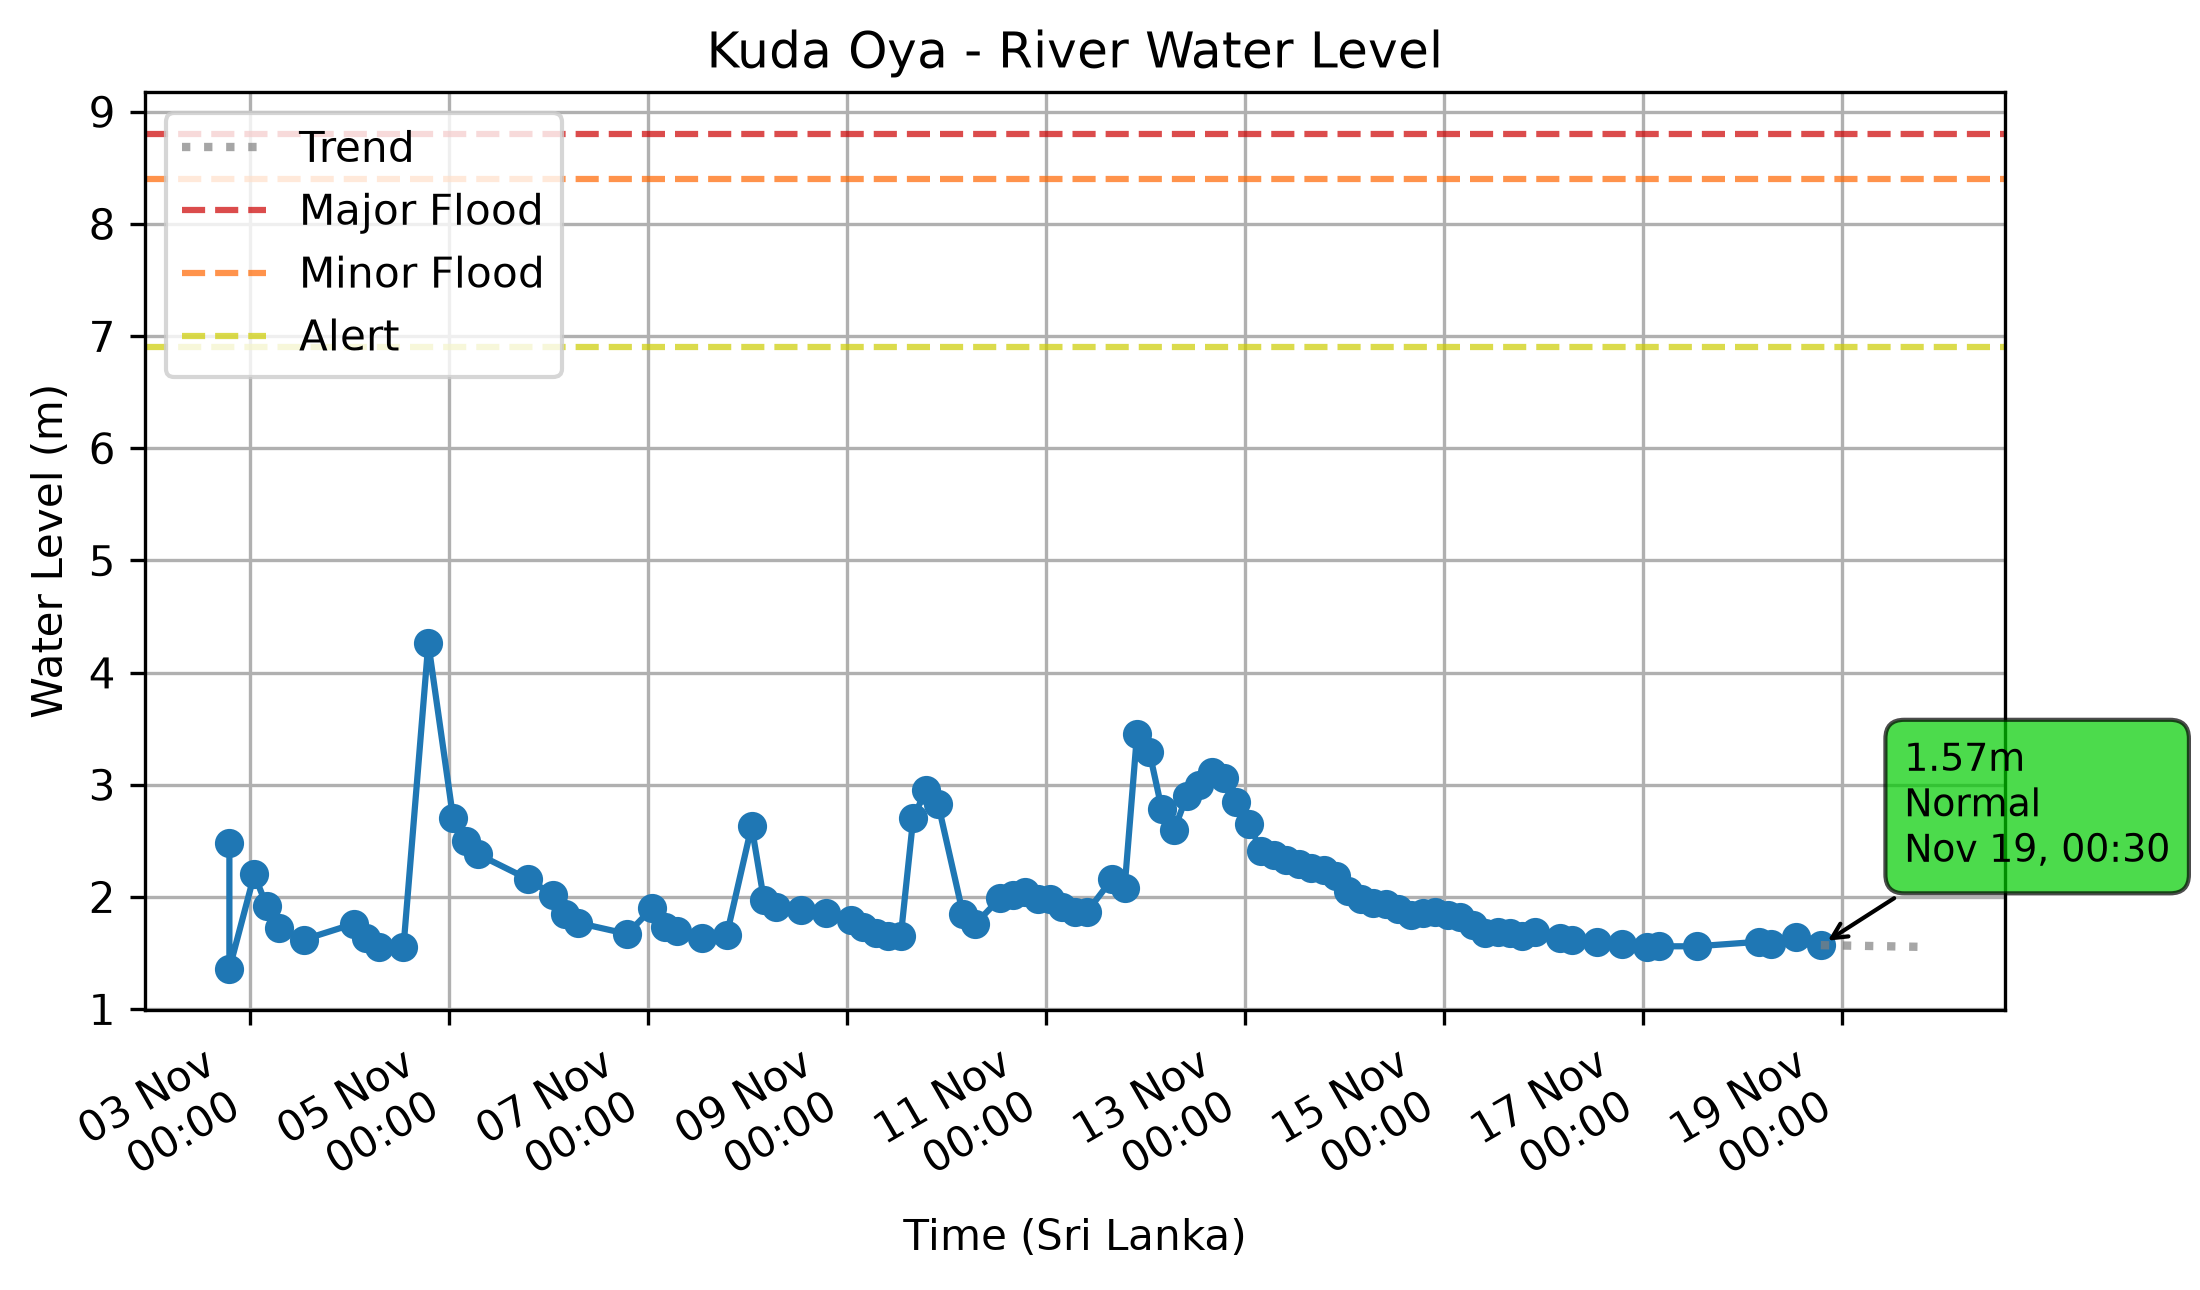 Kuda Oya - River Water Level
9
8
7
6
5
4
3
2
1
Water Level (m)
Trend
Major Flood
Minor Flood
Alert
1.57m
Normal
Nov 19, 00:30
03 Nov
00:00
05 Nov
00:00
07 Nov
00:00
09 Nov
00:00
11 Nov
00:00
13 Nov
00:00
15 Nov
00:00
17 Nov
00:00
19 Nov
00:00
Time (Sri Lanka)